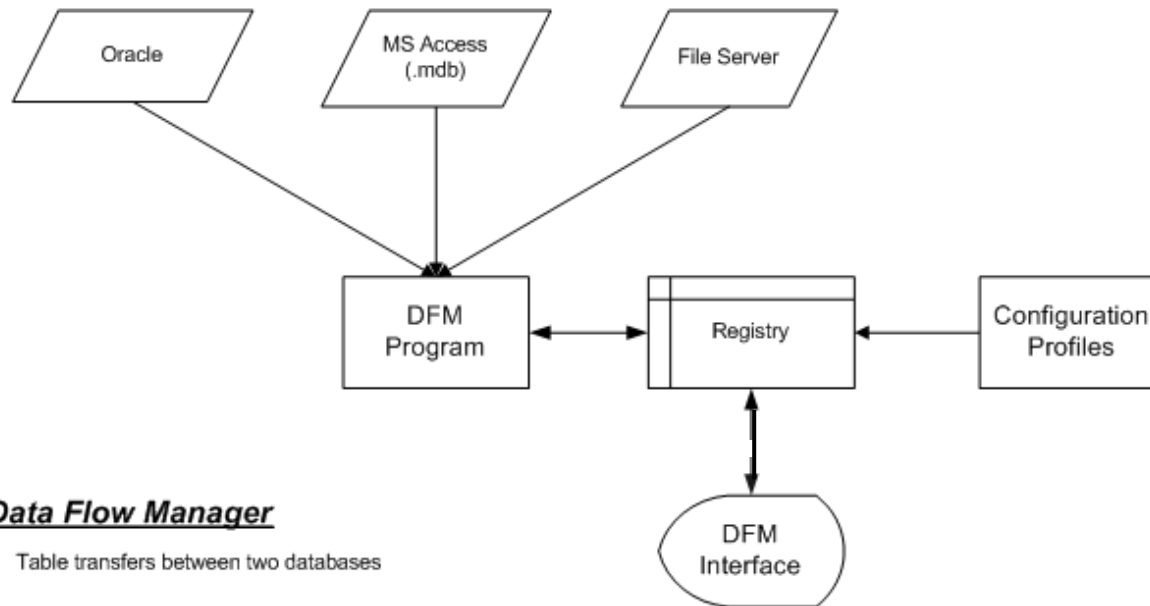 Oracle
MS Access
(.mdb)
File Server
DFM
Program
Registry
Configuration
Profiles
DFM
Interface
Data Flow Manager
Table transfers between two databases